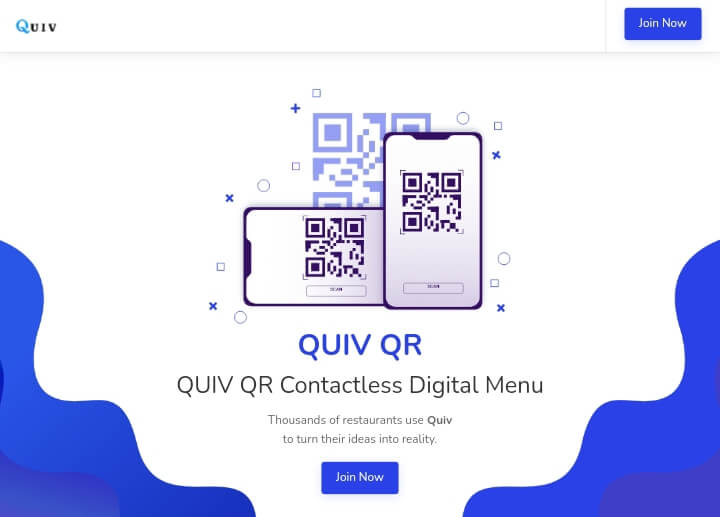 QUIV
Join Now
SCAN
SCAN
QUIV QR
QUIV QR Contactless Digital Menu
Thousands of restaurants use Quiv
to turn their ideas into reality.
Join Now